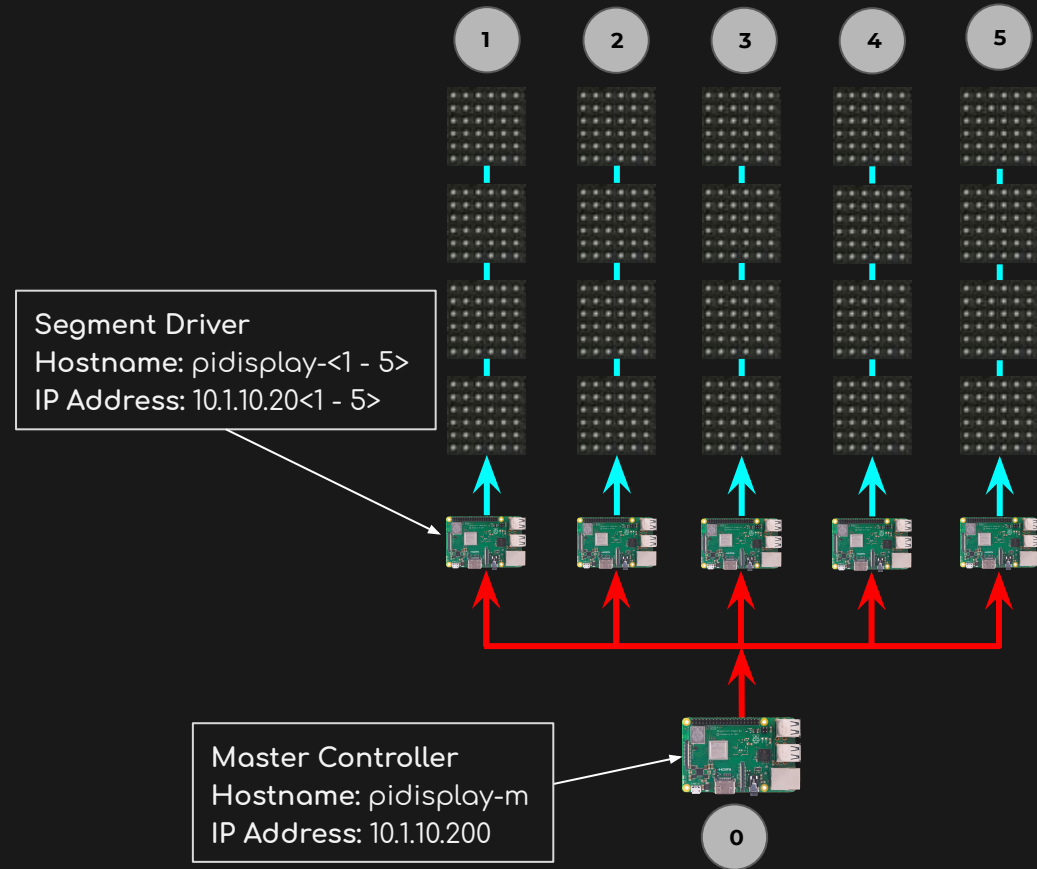 1
2
3
4
5
Segment Driver
Hostname: pidisplay-<1 - 5>
IP Address: 10.1.10.20<1 - 5>
Master Controller
Hostname: pidisplay-m
IP Address: 10.1.10.200
0